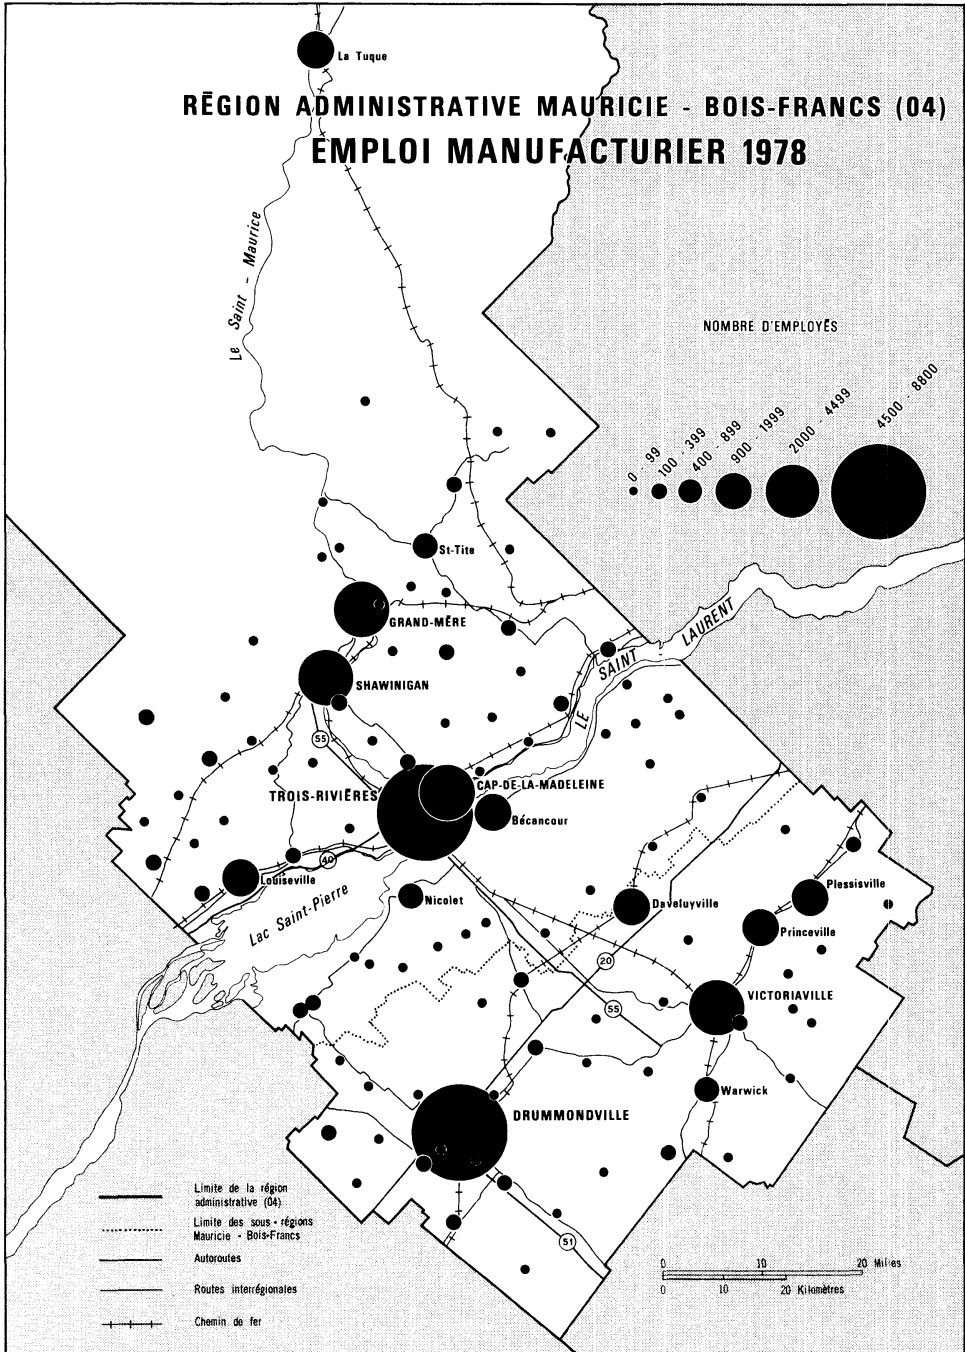 La Tuque
RĒGION ADMINISTRATIVE MAURICIE - BOIS-FRANCS (04)
EMPLOI MANUFACTURIER 1978
Le Saint - Maurice
NOMBRE D'EMPLOYĒS
0 - 99
100 - 399
400 - 899
900 - 1999
2000 - 4499
4500 - 8800
St-Tite
GRAND-MĒRE
LE SAINT LAURENT
SHAWINIGAN
55
TROIS-RIVIĒRES
CAP-DE-LA-MADELEINE
Bécancour
40
Louiseville
Lac Saint-Pierre
Nicolet
Daveluyville
Plessisville
Princeville
20
VICTORIAVILLE
55
Warwick
DRUMMONDVILLE
51
Limite de la région
administrative (04)
Limite des sous - régions
Mauricie - Bois-Francs
Autoroutes
Routes interrégionales
Chemin de fer
0 10 20 Milles
0 10 20 Kilomètres